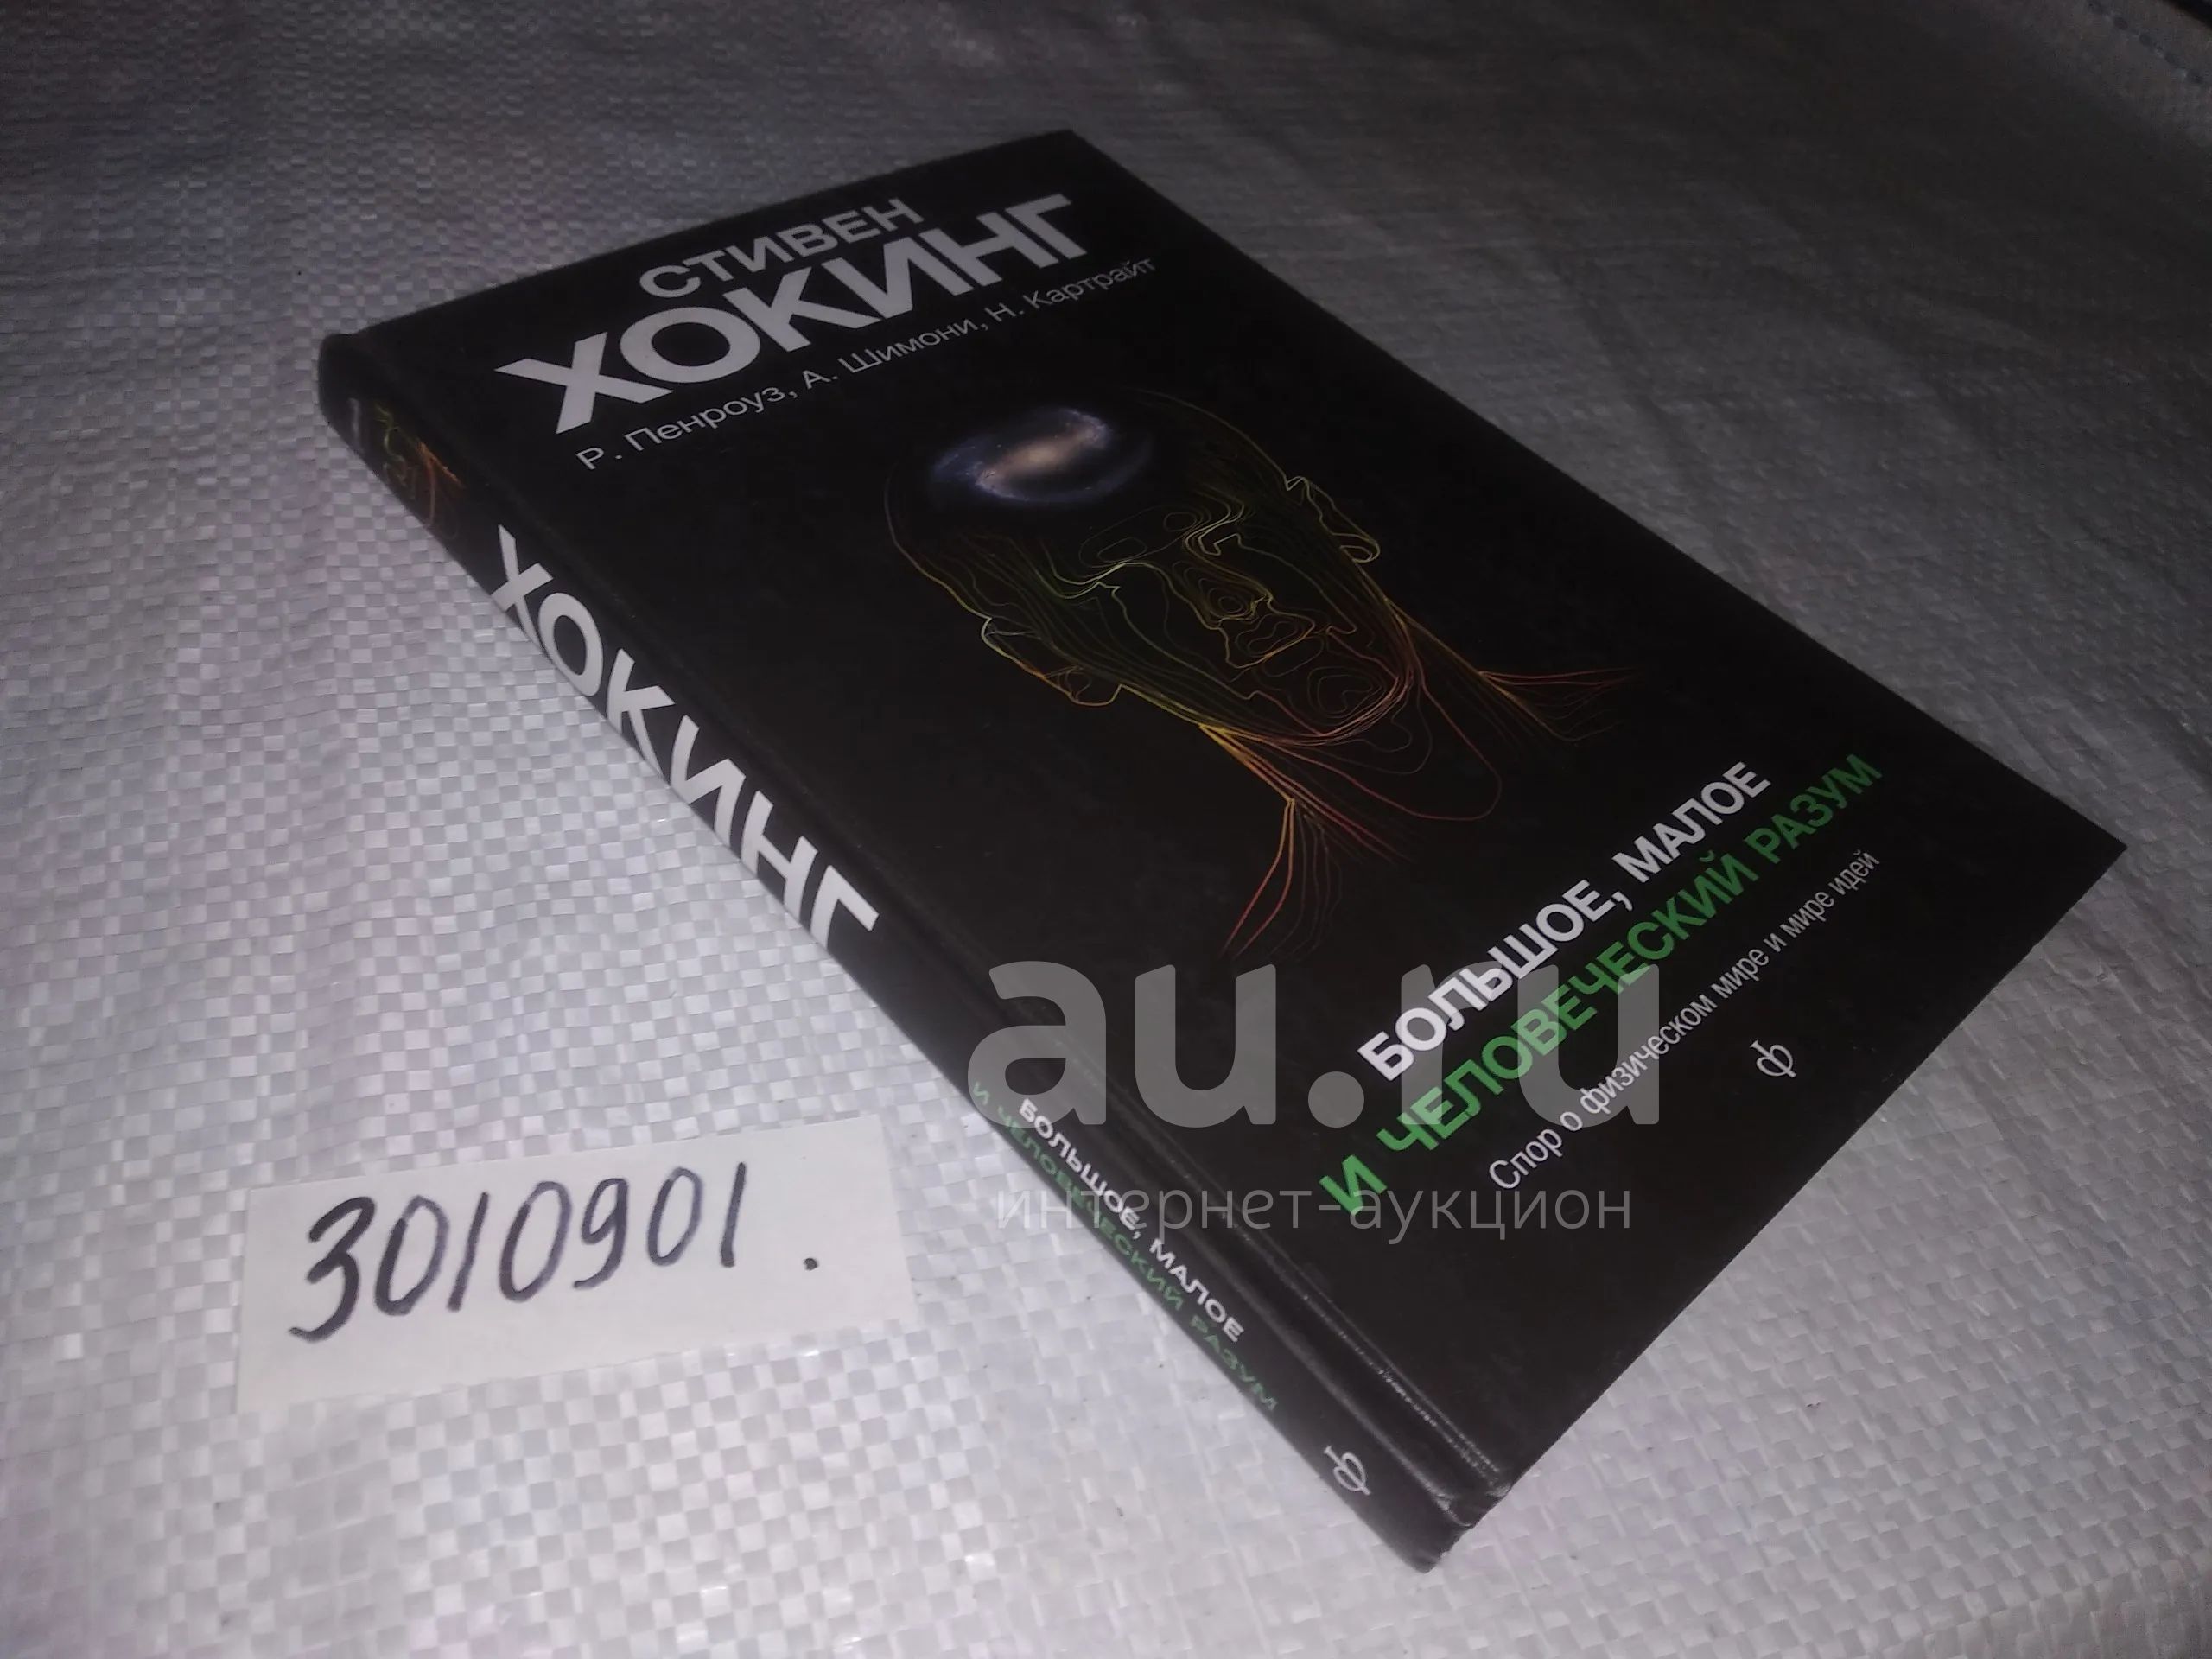 СТИВЕН
ХОКИНГ
Р. Пенроуз, А. Шимони, Н. Картрайт
БОЛЬШОЕ, МАЛОЕ
И ЧЕЛОВЕЧЕСКИЙ РАЗУМ
Спор о физическом мире и мире идей
ф
ХОКИНГ
БОЛЬШОЕ, МАЛОЕ
И ЧЕЛОВЕЧЕСКИЙ РАЗУМ
ф
3010901.
au.ru
интернет-аукцион